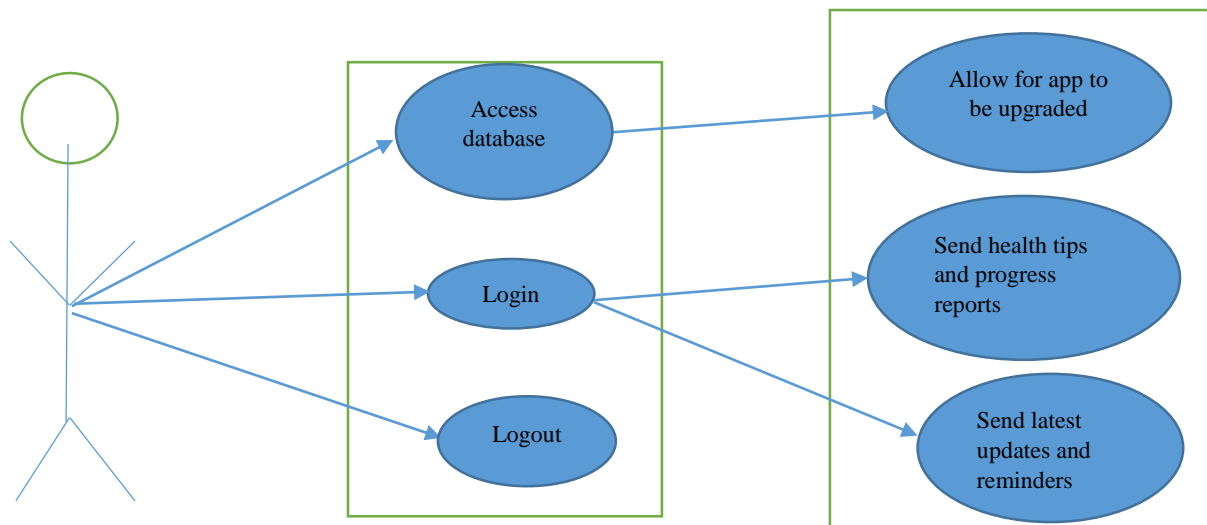 Access
database
Login
Logout
Allow for app to
be upgraded
Send health tips
and progress
reports
Send latest
updates and
reminders